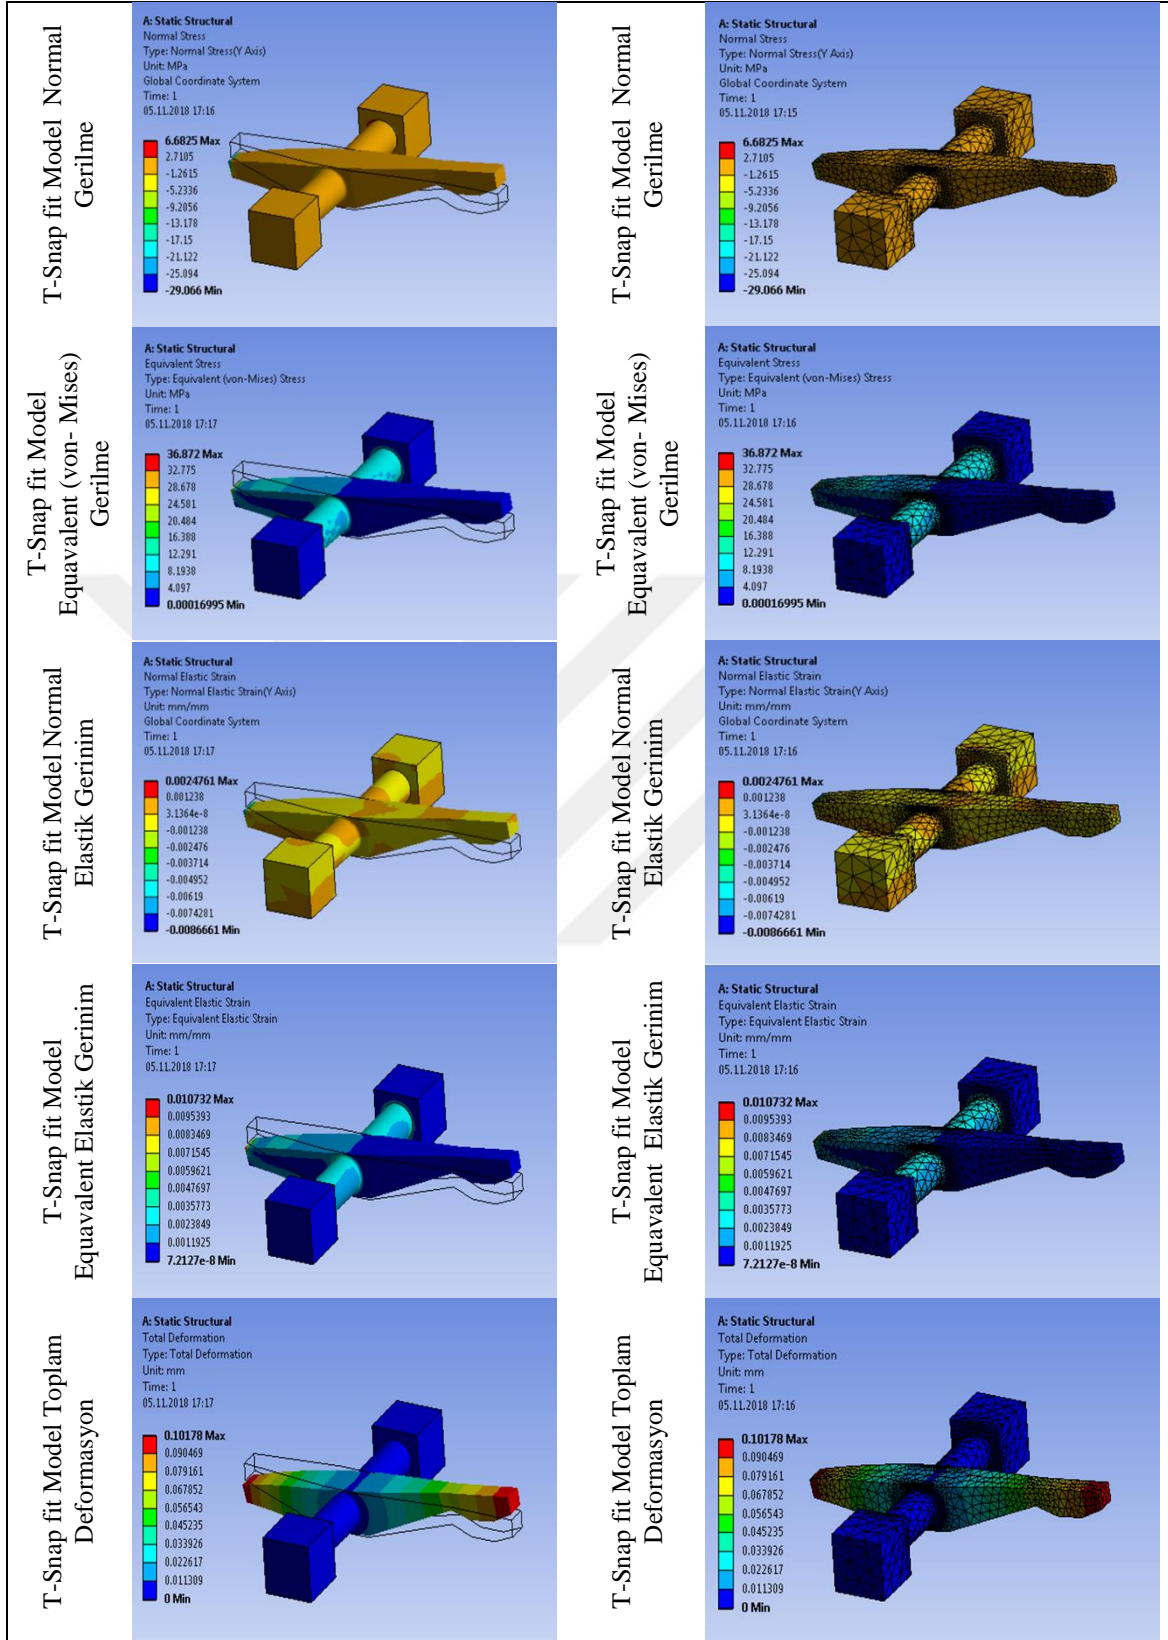 T-Snap fit Model Normal
Gerilme
A: Static Structural
Normal Stress
Type: Normal Stress(Y Axis)
Unit: MPa
Global Coordinate System
Time: 1
05.11.2018 17:16
6.6825 Max
2.7105
-1.2615
-5.2336
-9.2056
-13.178
-17.15
-21.122
-25.094
-29.066 Min
T-Snap fit Model Normal
Gerilme
A: Static Structural
Normal Stress
Type: Normal Stress(Y Axis)
Unit: MPa
Global Coordinate System
Time: 1
05.11.2018 17:15
6.6825 Max
2.7105
-1.2615
-5.2336
-9.2056
-13.178
-17.15
-21.122
-25.094
-29.066 Min
T-Snap fit Model
Equavalent (von- Mises)
Gerilme
A: Static Structural
Equivalent Stress
Type: Equivalent (von-Mises) Stress
Unit: MPa
Time: 1
05.11.2018 17:17
36.872 Max
32.775
28.678
24.581
20.484
16.388
12.291
8.1938
4.097
0.00016995 Min
T-Snap fit Model
Equavalent (von- Mises)
Gerilme
A: Static Structural
Equivalent Stress
Type: Equivalent (von-Mises) Stress
Unit: MPa
Time: 1
05.11.2018 17:16
36.872 Max
32.775
28.678
24.581
20.484
16.388
12.291
8.1938
4.097
0.00016995 Min
T-Snap fit Model Normal
Elastik Gerinim
A: Static Structural
Normal Elastic Strain
Type: Normal Elastic Strain(Y Axis)
Unit: mm/mm
Global Coordinate System
Time: 1
05.11.2018 17:17
0.0024761 Max
0.001238
3.1364e-8
-0.001238
-0.002476
-0.003714
-0.004952
-0.00619
-0.0074281
-0.0086661 Min
T-Snap fit Model Normal
Elastik Gerinim
A: Static Structural
Normal Elastic Strain
Type: Normal Elastic Strain(Y Axis)
Unit: mm/mm
Global Coordinate System
Time: 1
05.11.2018 17:16
0.0024761 Max
0.001238
3.1364e-8
-0.001238
-0.002476
-0.003714
-0.004952
-0.00619
-0.0074281
-0.0086661 Min
T-Snap fit Model
Equavalent Elastik Gerinim
A: Static Structural
Equivalent Elastic Strain
Type: Equivalent Elastic Strain
Unit: mm/mm
Time: 1
05.11.2018 17:17
0.010732 Max
0.0095393
0.0083469
0.0071545
0.0059621
0.0047697
0.0035773
0.0023849
0.0011925
7.2127e-8 Min
T-Snap fit Model
Equavalent Elastik Gerinim
A: Static Structural
Equivalent Elastic Strain
Type: Equivalent Elastic Strain
Unit: mm/mm
Time: 1
05.11.2018 17:16
0.010732 Max
0.0095393
0.0083469
0.0071545
0.0059621
0.0047697
0.0035773
0.0023849
0.0011925
7.2127e-8 Min
T-Snap fit Model Toplam
Deformasyon
A: Static Structural
Total Deformation
Type: Total Deformation
Unit: mm
Time: 1
05.11.2018 17:17
0.10178 Max
0.090469
0.079161
0.067852
0.056543
0.045235
0.033926
0.022617
0.011309
0 Min
T-Snap fit Model Toplam
Deformasyon
A: Static Structural
Total Deformation
Type: Total Deformation
Unit: mm
Time: 1
05.11.2018 17:16
0.10178 Max
0.090469
0.079161
0.067852
0.056543
0.045235
0.033926
0.022617
0.011309
0 Min